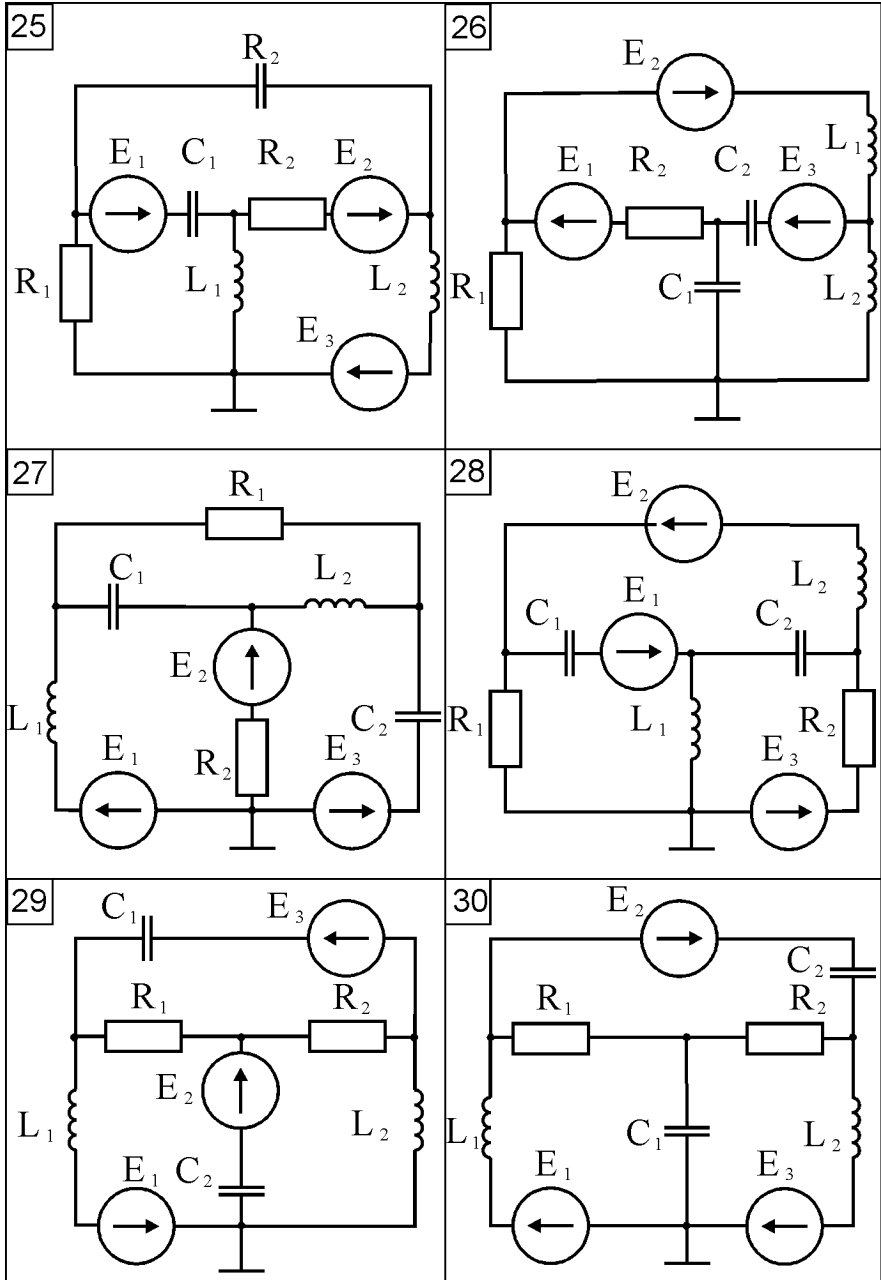 25
R₂
E₁ C₁ R₂ E₂
R₁ L₁ L₂
E₃
26
E₂
L₁
E₁ R₂ C₂ E₃
R₁ C₁ L₂
27
R₁
C₁ L₂
E₂
L₁ C₂
E₁ R₂ E₃
28
E₂
L₂
C₁ E₁ C₂
R₁ L₁ R₂
E₃
29
C₁ E₃
R₁ R₂
E₂
L₁ L₂
E₁ C₂
30
E₂
C₂
R₁ R₂
L₁ C₁ L₂
E₁ E₃